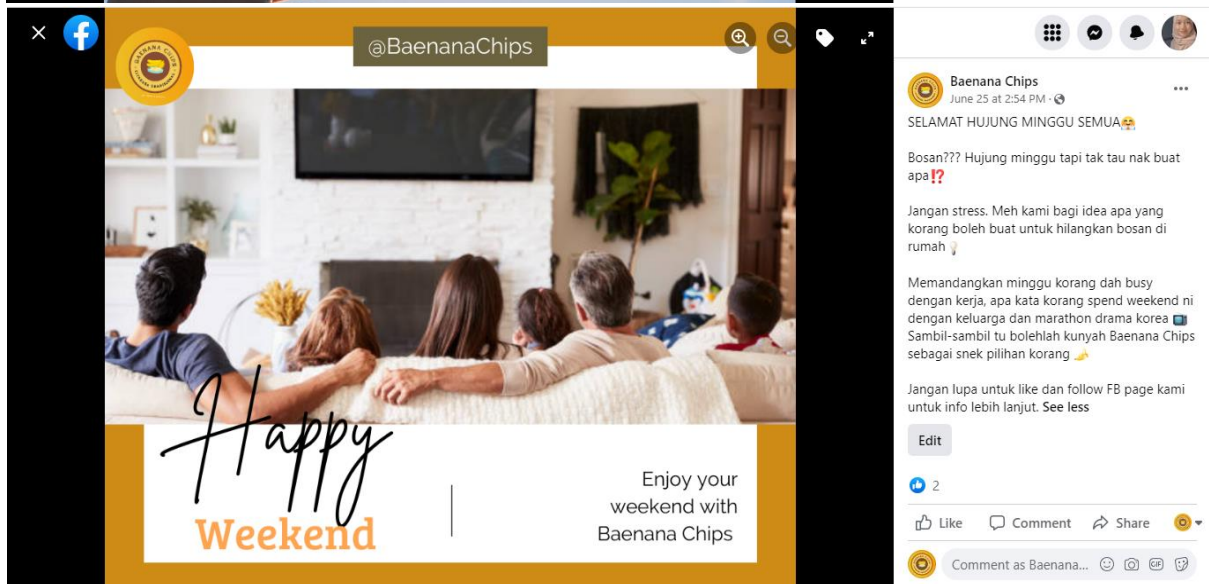 @BaenanaChips
BAENANA CHIPS
Happy
Weekend
Enjoy your
weekend with
Baenana Chips
Baenana Chips
June 25 at 2:54 PM ·
SELAMAT HUJUNG MINGGU SEMUA
Bosan??? Hujung minggu tapi tak tau nak buat
apa⁉️
Jangan stress. Meh kami bagi idea apa yang
korang boleh buat untuk hilangkan bosan di
rumah
Memandangkan minggu korang dah busy
dengan kerja, apa kata korang spend weekend ni
dengan keluarga dan marathon drama korea
Sambil-sambil tu bolehlah kunyah Baenana Chips
sebagai snek pilihan korang
Jangan lupa untuk like dan follow FB page kami
untuk info lebih lanjut. See less
Edit
2
Like Comment Share
Comment as Baenana... GIF